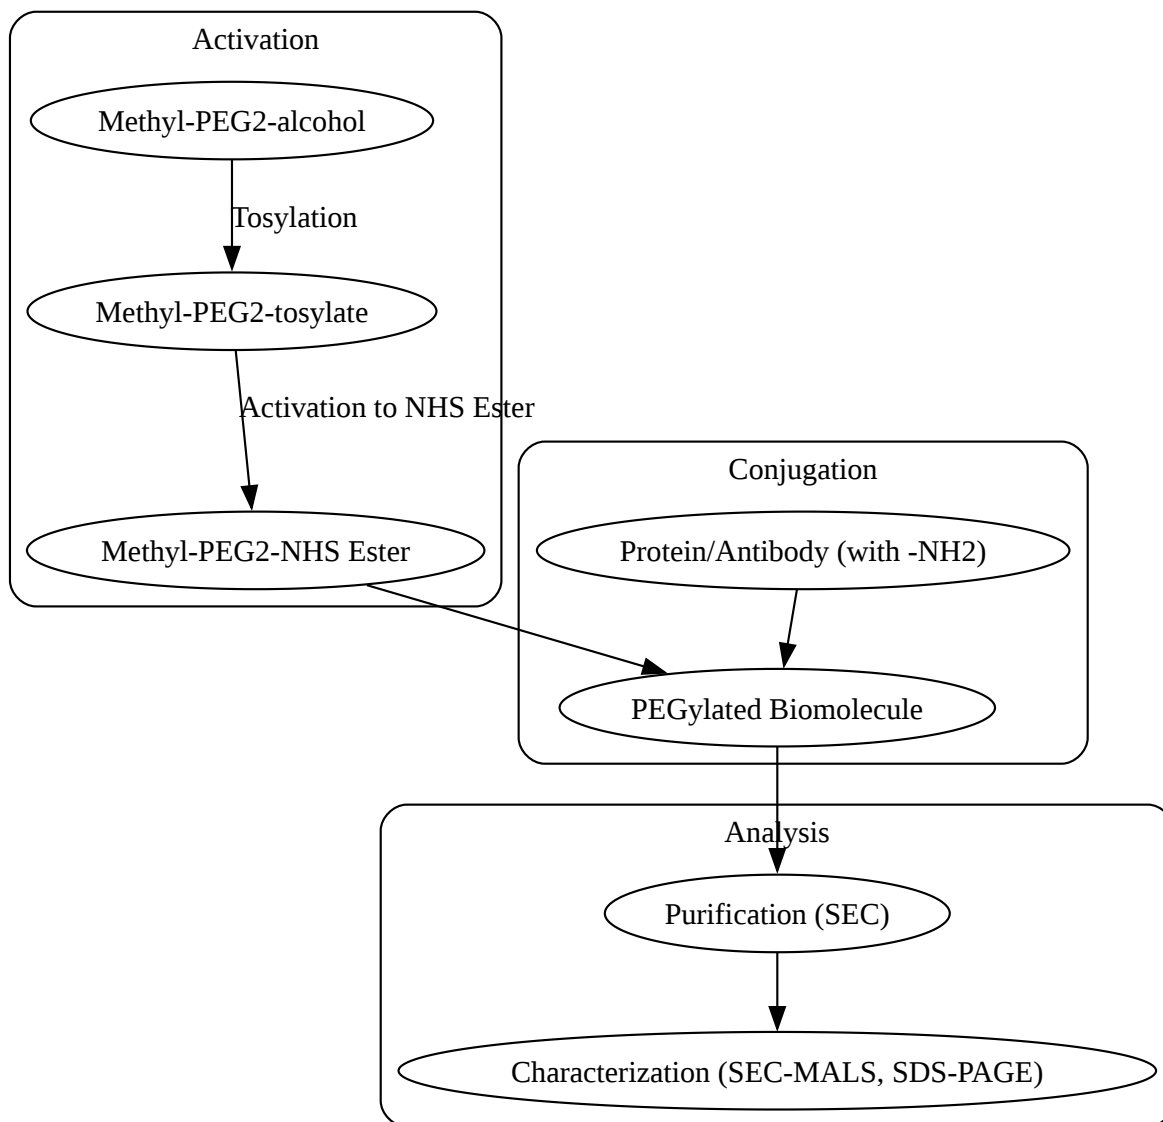 Activation
Methyl-PEG2-alcohol
Tosylation
Methyl-PEG2-tosylate
Activation to NHS Ester
Methyl-PEG2-NHS Ester
Conjugation
Protein/Antibody (with -NH2)
PEGylated Biomolecule
Analysis
Purification (SEC)
Characterization (SEC-MALS, SDS-PAGE)